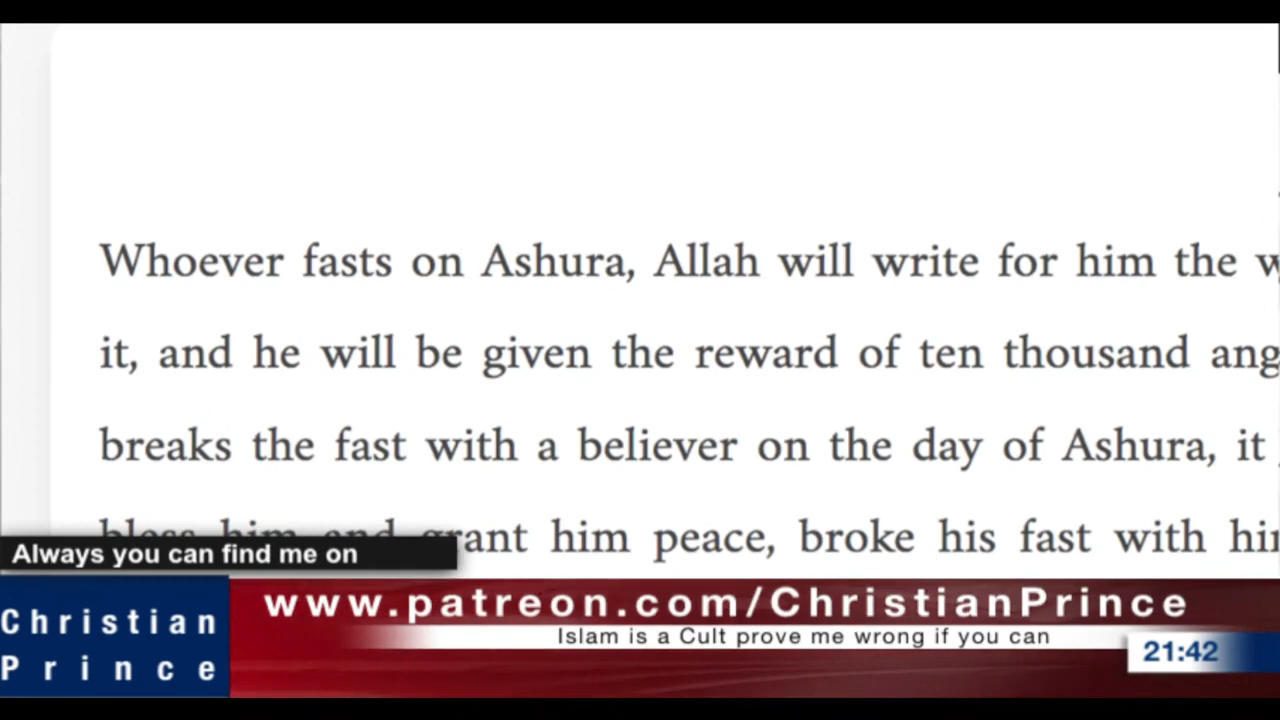 Whoever fasts on Ashura, Allah will write for him the
it, and he will be given the reward of ten thousand
breaks the fast with a believer on the day of Ashura, it
bless him and grant him peace, broke his fast with
Always you can find me on
www.patreon.com/ChristianPrince
Islam is a Cult prove me wrong if you can
Christian
Prince
21:42